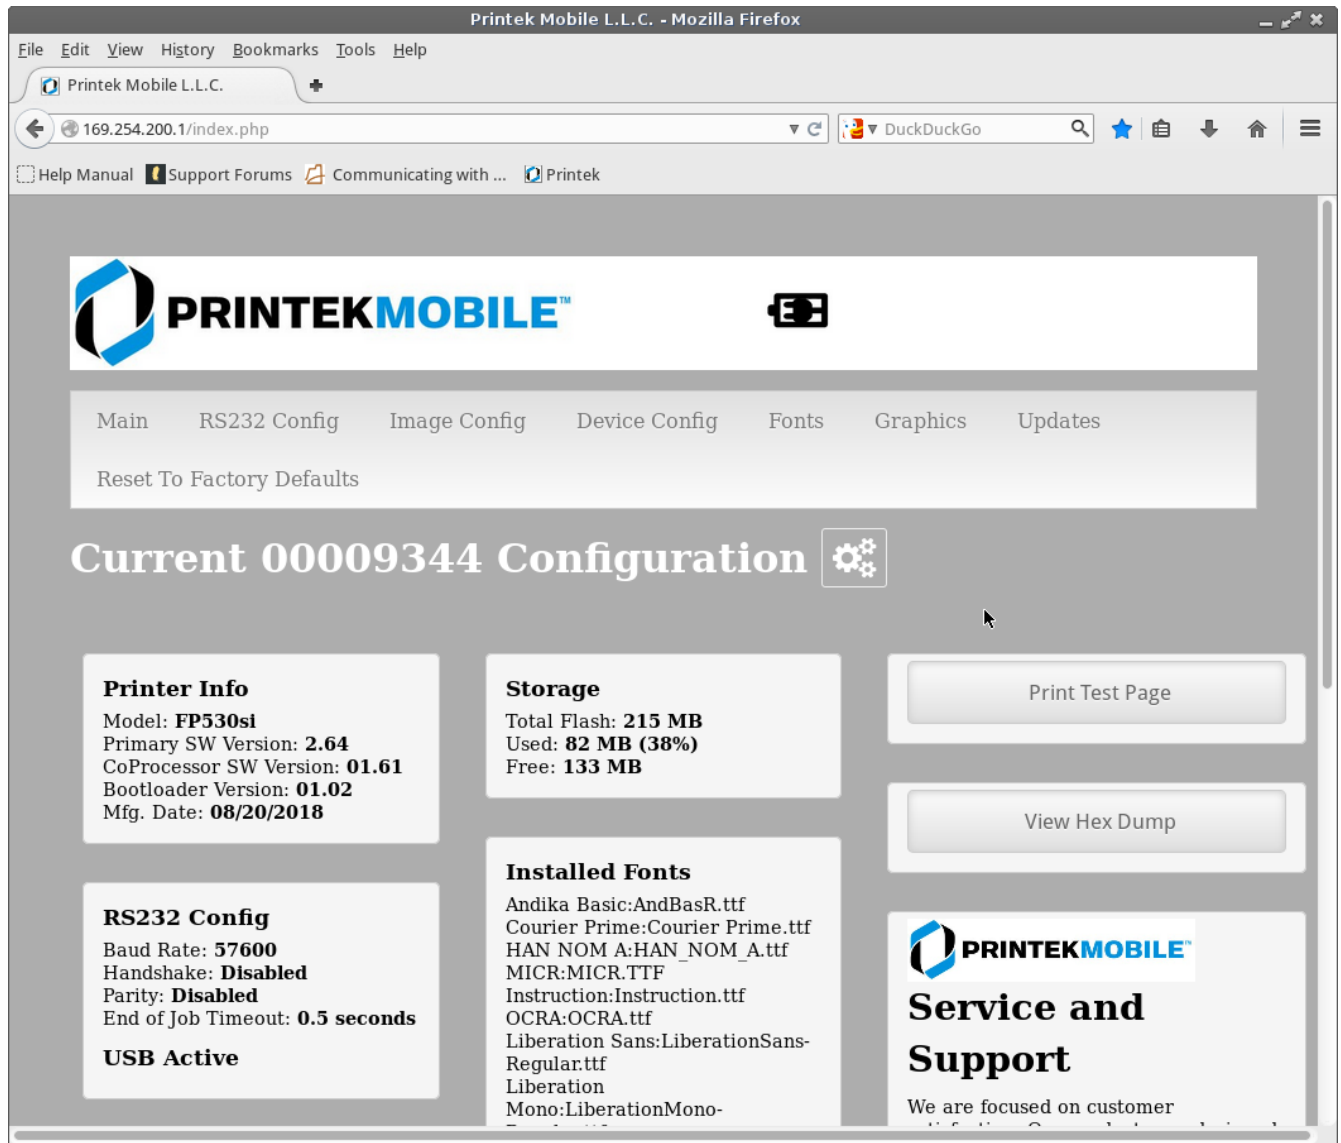 Printek Mobile L.L.C. - Mozilla Firefox
File Edit View History Bookmarks Tools Help
Printek Mobile L.L.C.
169.254.200.1/index.php
DuckDuckGo
Help Manual Support Forums Communicating with ... Printek
PRINTEKMOBILE™
Main RS232 Config Image Config Device Config Fonts Graphics Updates
Reset To Factory Defaults
Current 00009344 Configuration
Printer Info
Model: FP530si
Primary SW Version: 2.64
CoProcessor SW Version: 01.61
Bootloader Version: 01.02
Mfg. Date: 08/20/2018
RS232 Config
Baud Rate: 57600
Handshake: Disabled
Parity: Disabled
End of Job Timeout: 0.5 seconds
USB Active
Storage
Total Flash: 215 MB
Used: 82 MB (38%)
Free: 133 MB
Installed Fonts
Andika Basic:AndBasR.ttf
Courier Prime:Courier Prime.ttf
HAN NOM A:HAN_NOM_A.ttf
MICR:MICR.TTF
Instruction:Instruction.ttf
OCRA:OCRA.ttf
Liberation Sans:LiberationSans-
Regular.ttf
Liberation
Mono:LiberationMono-
Print Test Page
View Hex Dump
PRINTEKMOBILE™
Service and
Support
We are focused on customer